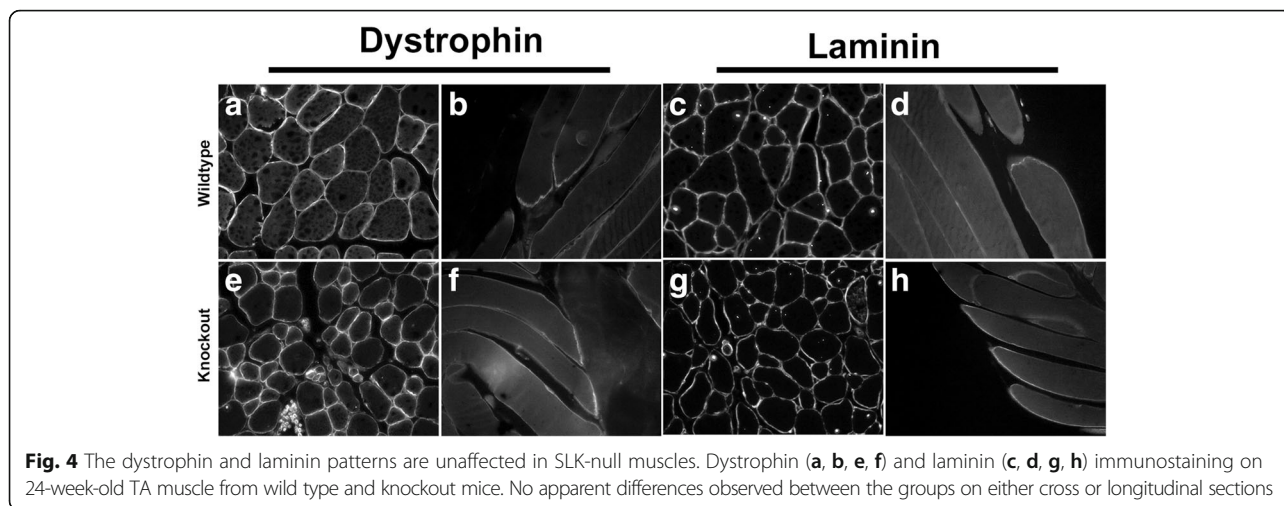 Dystrophin
Laminin
Wildtype
a
b
c
d
Knockout
e
f
g
h
Fig. 4 The dystrophin and laminin patterns are unaffected in SLK-null muscles. Dystrophin (a, b, e, f) and laminin (c, d, g, h) immunostaining on
24-week-old TA muscle from wild type and knockout mice. No apparent differences observed between the groups on either cross or longitudinal sections